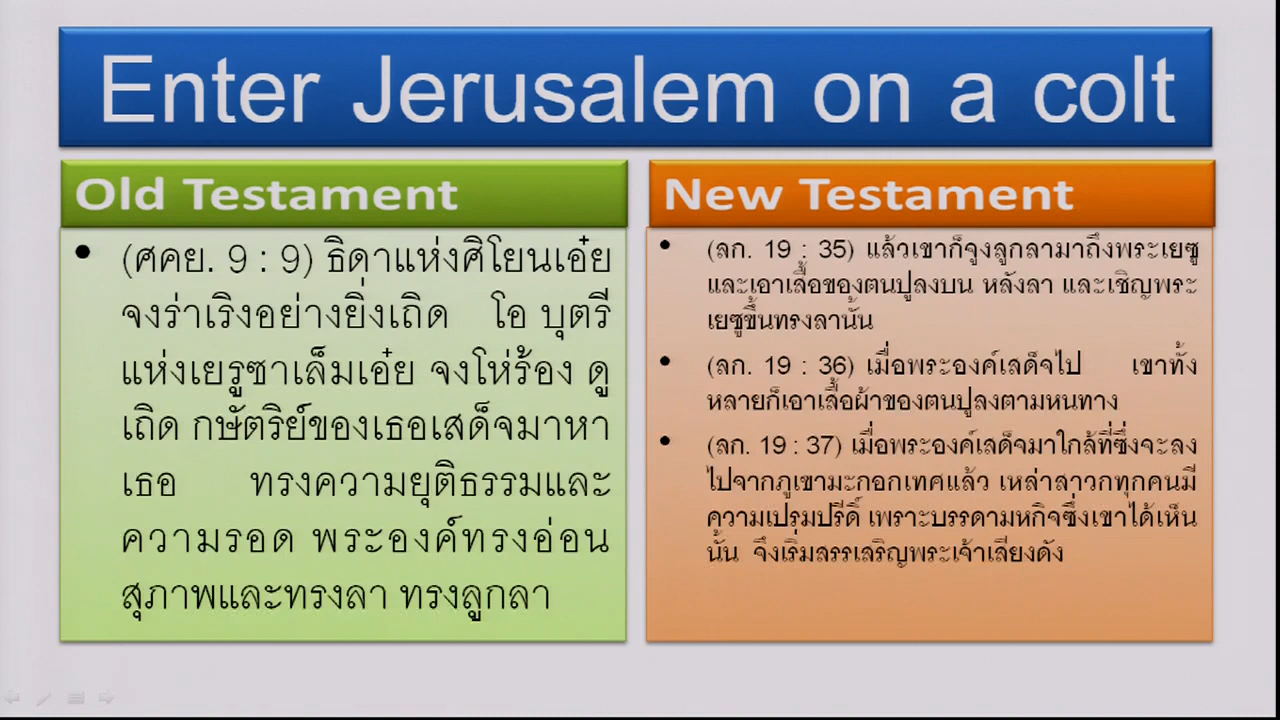 Enter Jerusalem on a colt
Old Testament
• (ศคย. 9 : 9) ธิดาแห่งศิโยนเอ๋ย
จงร่าเริงอย่างยิ่งเถิด โอ บุตรี
แห่งเยรูซาเล็มเอ๋ย จงโห่ร้อง ดู
เถิด กษัตริย์ของเธอเสด็จมาหา
เธอ ทรงความยุติธรรมและ
ความรอด พระองค์ทรงอ่อน
สุภาพและทรงลา ทรงลูกลา
New Testament
• (ลก. 19 : 35) แล้วเขาก็จูงลูกลามาถึงพระเยซู
และเอาเสื้อของตนปูลงบน หลังลา และเชิญพระ
เยซูขึ้นทรงลานั้น
• (ลก. 19 : 36) เมื่อพระองค์เสด็จไป เขาทั้ง
หลายก็เอาเสื้อผ้าของตนปูลงตามหนทาง
• (ลก. 19 : 37) เมื่อพระองค์เสด็จมาใกล้ที่ซึ่งจะลง
ไปจากภูเขามะกอกเทศแล้ว เหล่าสาวกทุกคนมี
ความเปรมปรีดิ์ เพราะบรรดามหกิจซึ่งเขาได้เห็น
นั้น จึงเริ่มสรรเสริญพระเจ้าเสียงดัง